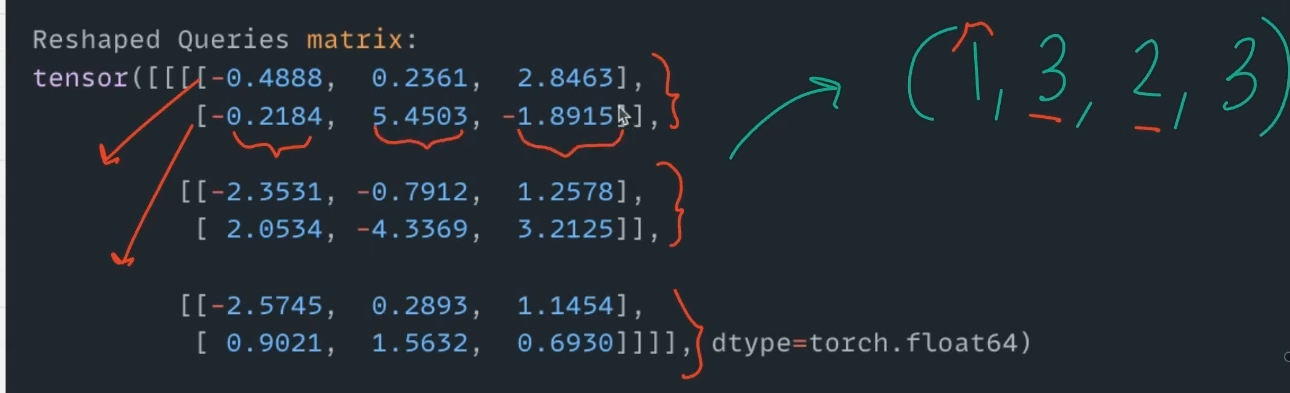 Reshaped Queries matrix:
tensor([[[[-0.4888, 0.2361, 2.8463],
[-0.2184, 5.4503, -1.8915]],
[[-2.3531, -0.7912, 1.2578],
[ 2.0534, -4.3369, 3.2125]],
[[-2.5745, 0.2893, 1.1454],
[ 0.9021, 1.5632, 0.6930]]]], dtype=torch.float64)
(1, 3, 2, 3)